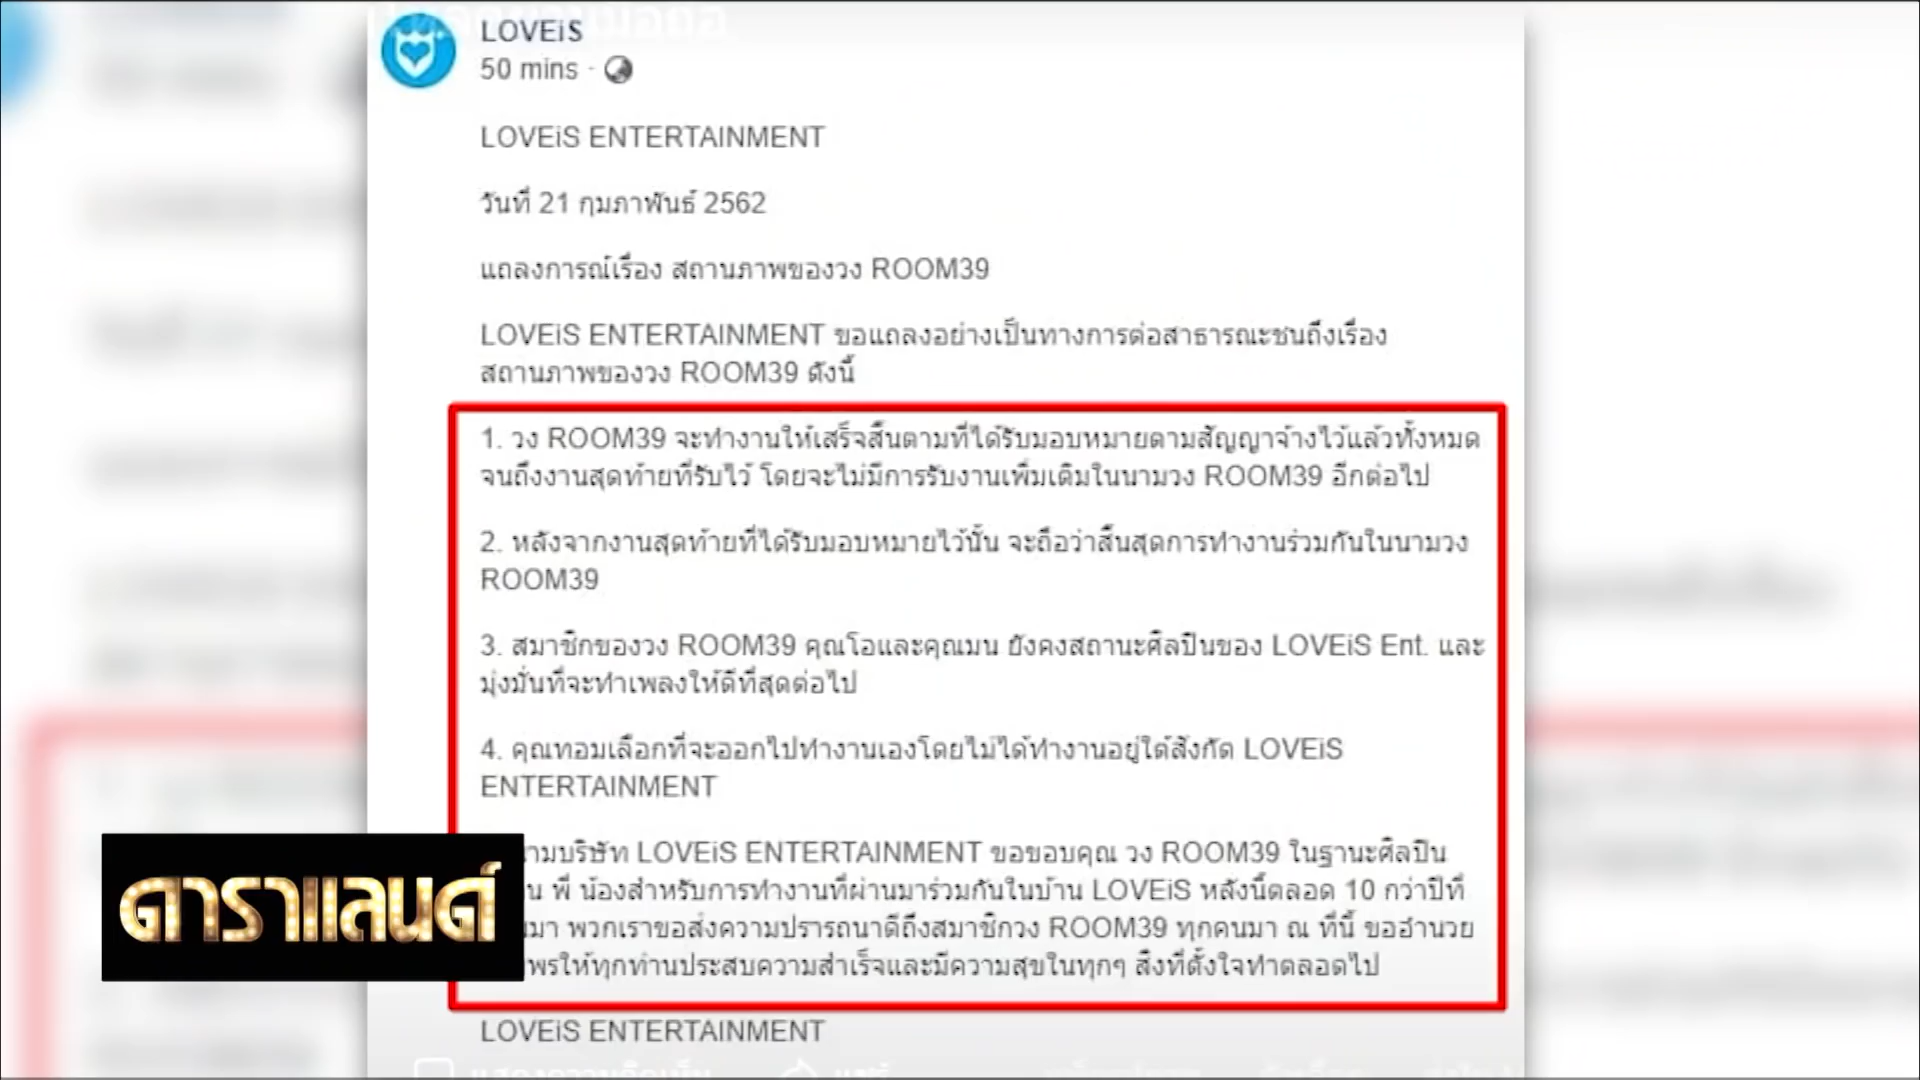 LOVEiS
50 mins ·
LOVEiS ENTERTAINMENT
วันที่ 21 กุมภาพันธ์ 2562
แถลงการณ์เรื่อง สถานภาพของวง ROOM39
LOVEiS ENTERTAINMENT ขอแถลงอย่างเป็นทางการต่อสาธารณะชนถึงเรื่อง
สถานภาพของวง ROOM39 ดังนี้
1. วง ROOM39 จะทำงานให้เสร็จสิ้นตามที่ได้รับมอบหมายตามสัญญาจ้างไว้แล้วทั้งหมด
จนถึงงานสุดท้ายที่รับไว้ โดยจะไม่มีการรับงานเพิ่มเติมในนามวง ROOM39 อีกต่อไป
2. หลังจากงานสุดท้ายที่ได้รับมอบหมายไว้นั้น จะถือว่าสิ้นสุดการทำงานร่วมกันในนามวง
ROOM39
3. สมาชิกของวง ROOM39 คุณโอและคุณมน ยังคงสถานะศิลปินของ LOVEiS Ent. และ
มุ่งมั่นที่จะทำเพลงให้ดีที่สุดต่อไป
4. คุณทอมเลือกที่จะออกไปทำงานเองโดยไม่ได้ทำงานอยู่ใต้สังกัด LOVEiS
ENTERTAINMENT
ามบริษัท LOVEiS ENTERTAINMENT ขอขอบคุณ วง ROOM39 ในฐานะศิลปิน
น พี่ น้องสำหรับการทำงานที่ผ่านมาร่วมกันในบ้าน LOVEiS หลังนี้ตลอด 10 กว่าปีที่
นมา พวกเราขอส่งความปรารถนาดีถึงสมาชิกวง ROOM39 ทุกคนมา ณ ที่นี้ ขออำนวย
พรให้ทุกท่านประสบความสำเร็จและมีความสุขในทุกๆ สิ่งที่ตั้งใจทำตลอดไป
LOVEiS ENTERTAINMENT
ดาราแลนด์